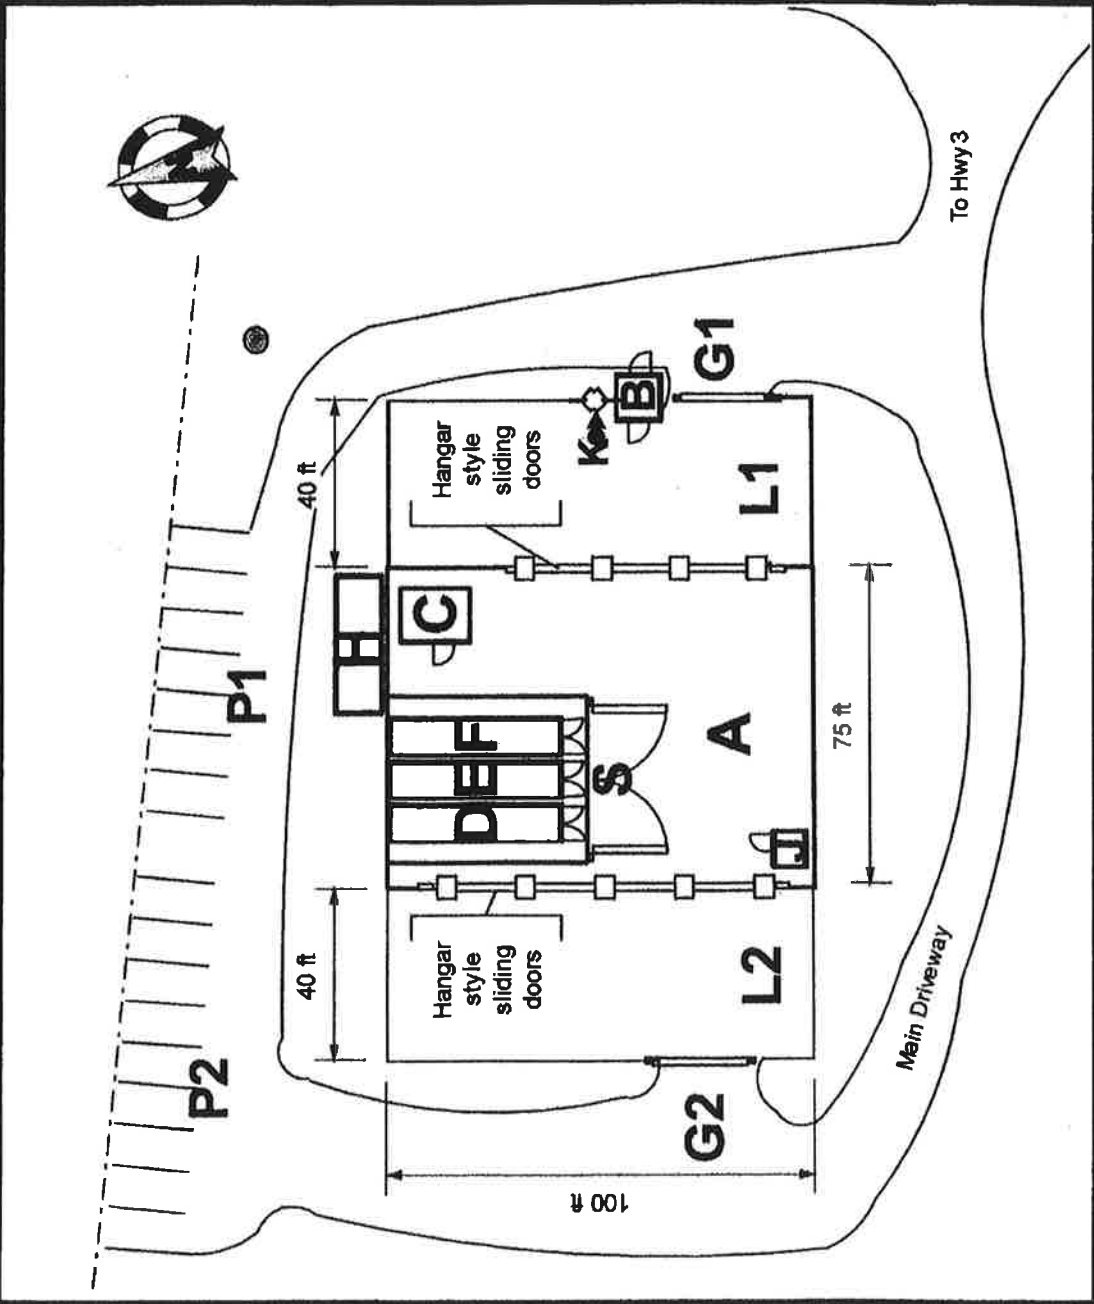 N
To Hwy 3
G1
B
K
40 ft
Hangar
style
sliding
doors
L1
H
C
P1
75 ft
A
F
E
D
S
J
40 ft
Hangar
style
sliding
doors
L2
Main Driveway
P2
G2
100 ft